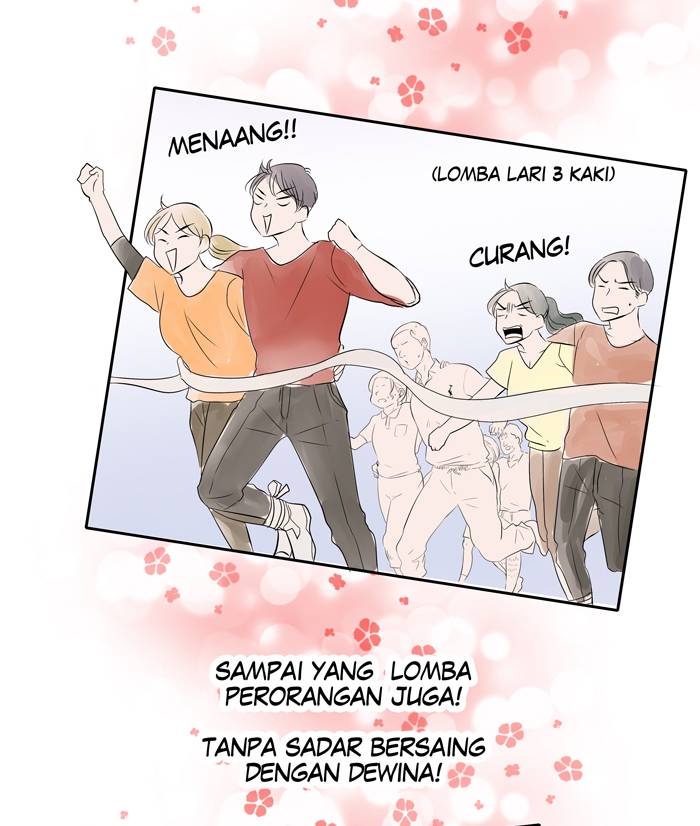 MENAANG!!
(LOMBA LARI 3 KAKI)
CURANG!
SAMPAI YANG LOMBA
PERORANGAN JUGA!
TANPA SADAR BERSAING
DENGAN DEWINA!